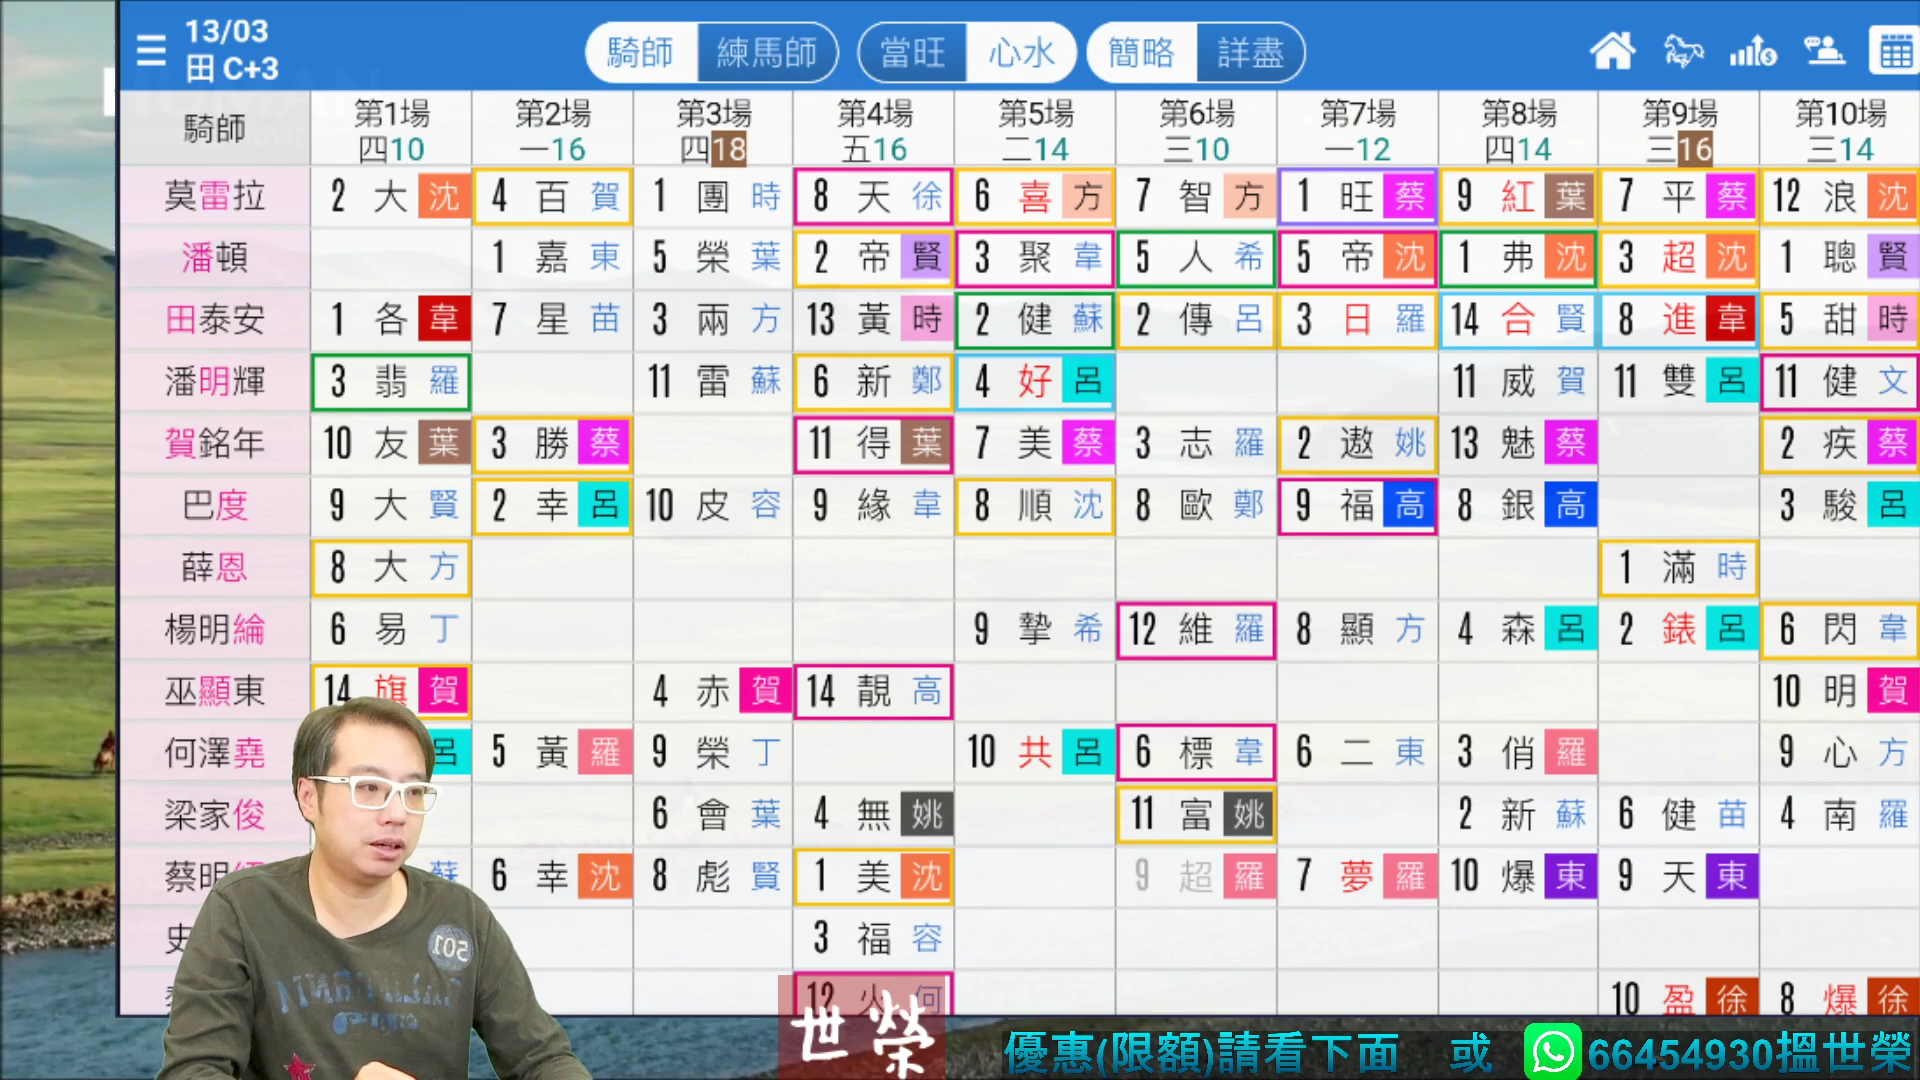 13/03
田 C+3
騎師 練馬師 當旺 心水 簡略 詳盡
騎師 第1場 第2場 第3場 第4場 第5場 第6場 第7場 第8場 第9場 第10場
四10 一16 四18 五16 二14 三10 一12 四14 三16 三14
莫雷拉 2 大 沈 4 百 賀 1 團 時 8 天 徐 6 喜 方 7 智 方 1 旺 蔡 9 紅 葉 7 平 蔡 12 浪 沈
潘頓 1 嘉 東 5 榮 葉 2 帝 賢 3 聚 韋 5 人 希 5 帝 沈 1 弗 沈 3 超 沈 1 聰 賢
田泰安 1 各 韋 7 星 苗 3 兩 方 13 黃 時 2 健 蘇 2 傳 呂 3 日 羅 14 合 賢 8 進 韋 5 甜 時
潘明輝 3 翡 羅 11 雷 蘇 6 新 鄭 4 好 呂 11 威 賀 11 雙 呂 11 健 文
賀銘年 10 友 葉 3 勝 蔡 11 得 葉 7 美 蔡 3 志 羅 2 遨 姚 13 魅 蔡 2 疾 蔡
巴度 9 大 賢 2 幸 呂 10 皮 容 9 緣 韋 8 順 沈 8 歐 鄭 9 福 高 8 銀 高 3 駿 呂
薛恩 8 大 方 1 滿 時
楊明綸 6 易 丁 9 摯 希 12 維 羅 8 顯 方 4 森 呂 2 錶 呂 6 閃 韋
巫顯東 14 旗 賀 4 赤 賀 14 靚 高 10 明 賀
何澤堯 呂 5 黃 羅 9 榮 丁 10 共 呂 6 標 韋 6 二 東 3 俏 羅 9 心 方
梁家俊 6 會 葉 4 無 姚 11 富 姚 2 新 蘇 6 健 苗 4 南 羅
蔡明 蘇 6 幸 沈 8 彪 賢 1 美 沈 9 超 羅 7 夢 羅 10 爆 東 9 天 東
史 3 福 容
12 火 何 10 盈 徐 8 爆 徐
世榮
優惠(限額)請看下面 或 66454930搵世榮